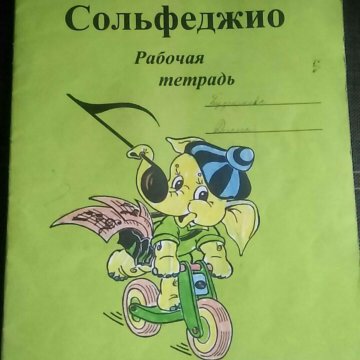 Сольфеджио
Рабочая
тетрадь